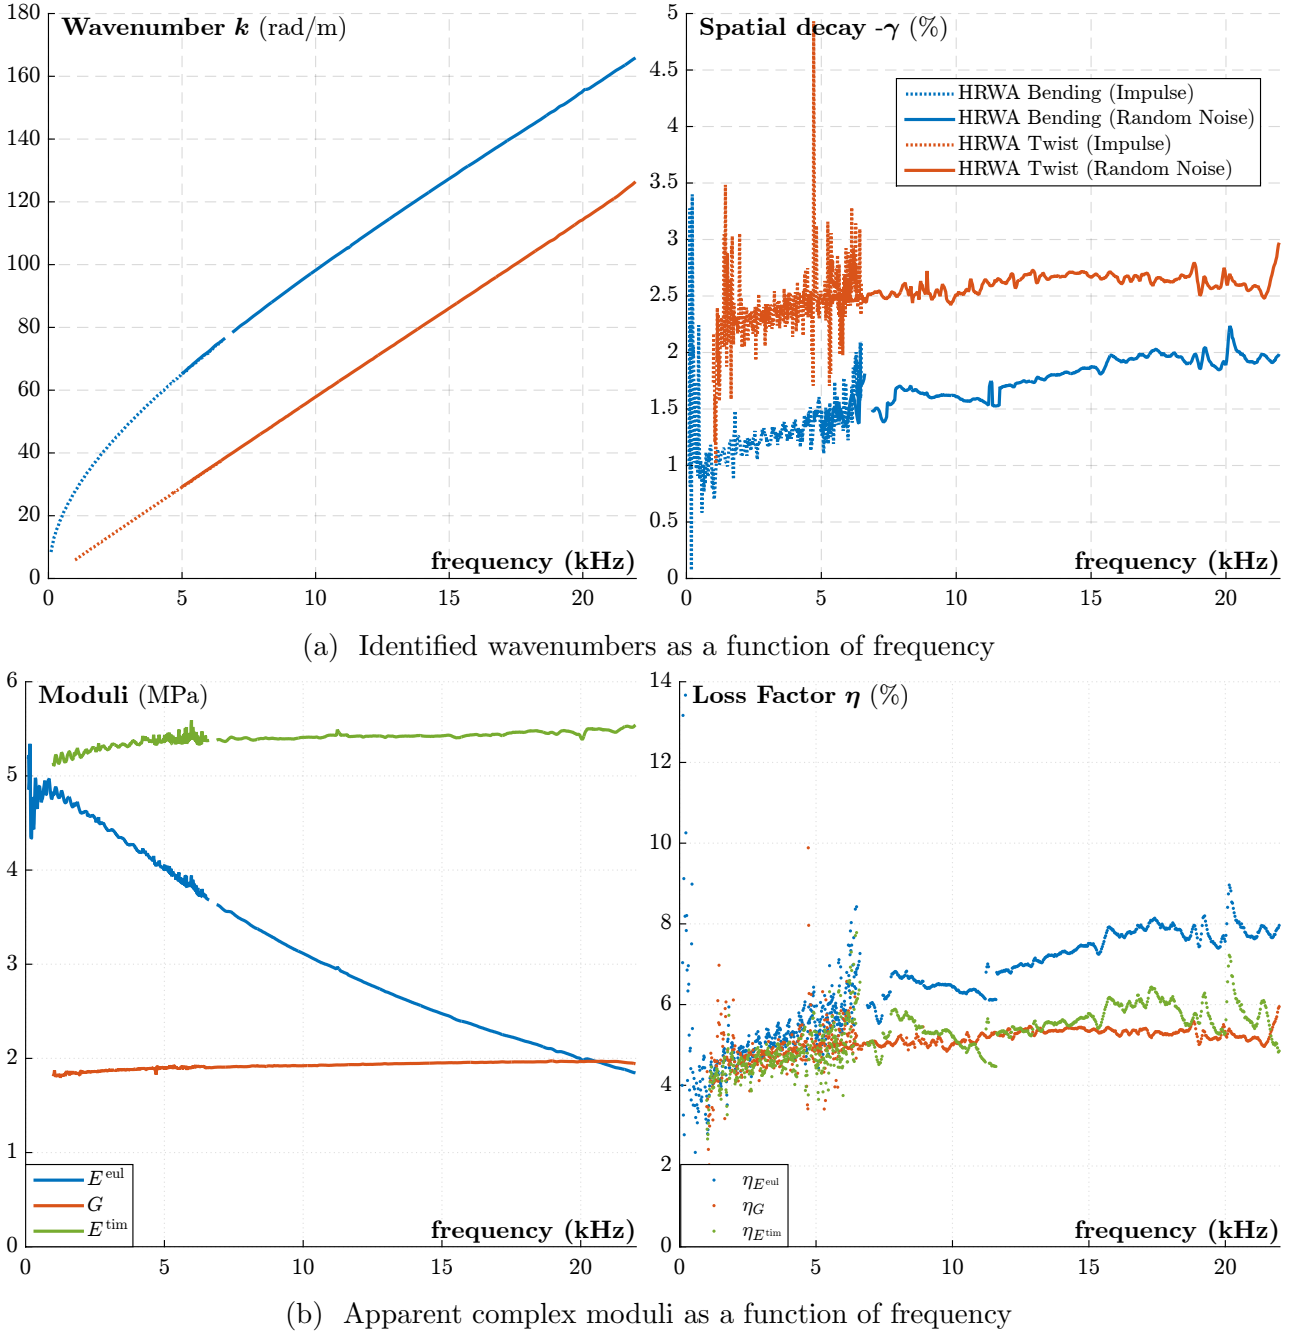 Wavenumber k (rad/m)
180
160
140
120
100
80
60
40
20
0
0 5 10 15 20
frequency (kHz)
Spatial decay -γ (%)
5
4.5
4
3.5
3
2.5
2
1.5
1
0.5
0
0 5 10 15 20
frequency (kHz)
HRWA Bending (Impulse)
HRWA Bending (Random Noise)
HRWA Twist (Impulse)
HRWA Twist (Random Noise)
(a) Identified wavenumbers as a function of frequency
Moduli (MPa)
6
5
4
3
2
1
0
0 5 10 15 20
frequency (kHz)
E^eul
G
E^tim
Loss Factor η (%)
14
12
10
8
6
4
2
0
0 5 10 15 20
frequency (kHz)
η_E^eul
η_G
η_E^tim
(b) Apparent complex moduli as a function of frequency